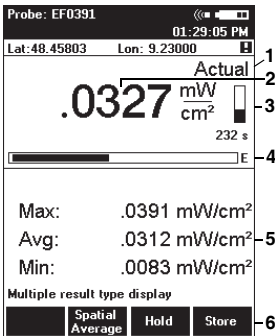 Probe: EF0391
01:29:05 PM
Lat:48.45803 Lon: 9.23000
Actual
1
2
.0327 mW/cm²
3
232 s
E
4
Max: .0391 mW/cm²
Avg: .0312 mW/cm²
5
Min: .0083 mW/cm²
Multiple result type display
Spatial Average Hold Store
6